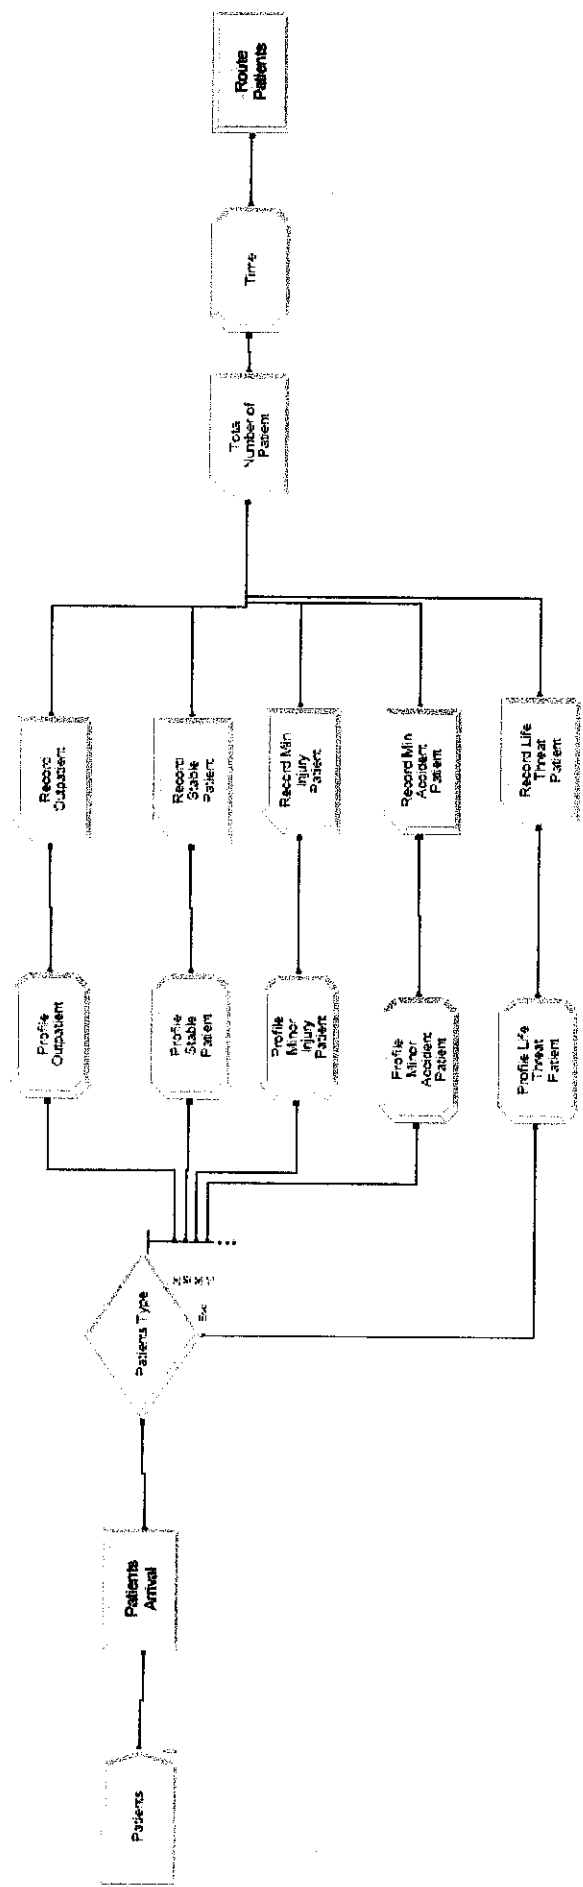 Patients
Patients
Arrival
Patients Type
Else
Profile
Outpatient
Profile
Stable
Patient
Profile
Minor
Injury
Patient
Profile
Minor
Accident
Patient
Profile Life
Threat
Patient
Record
Outpatient
Record
Stable
Patient
Record Min
Injury
Patient
Record Min
Accident
Patient
Record Life
Threat
Patient
Tota
Number of
Patient
Time
Route
Patients